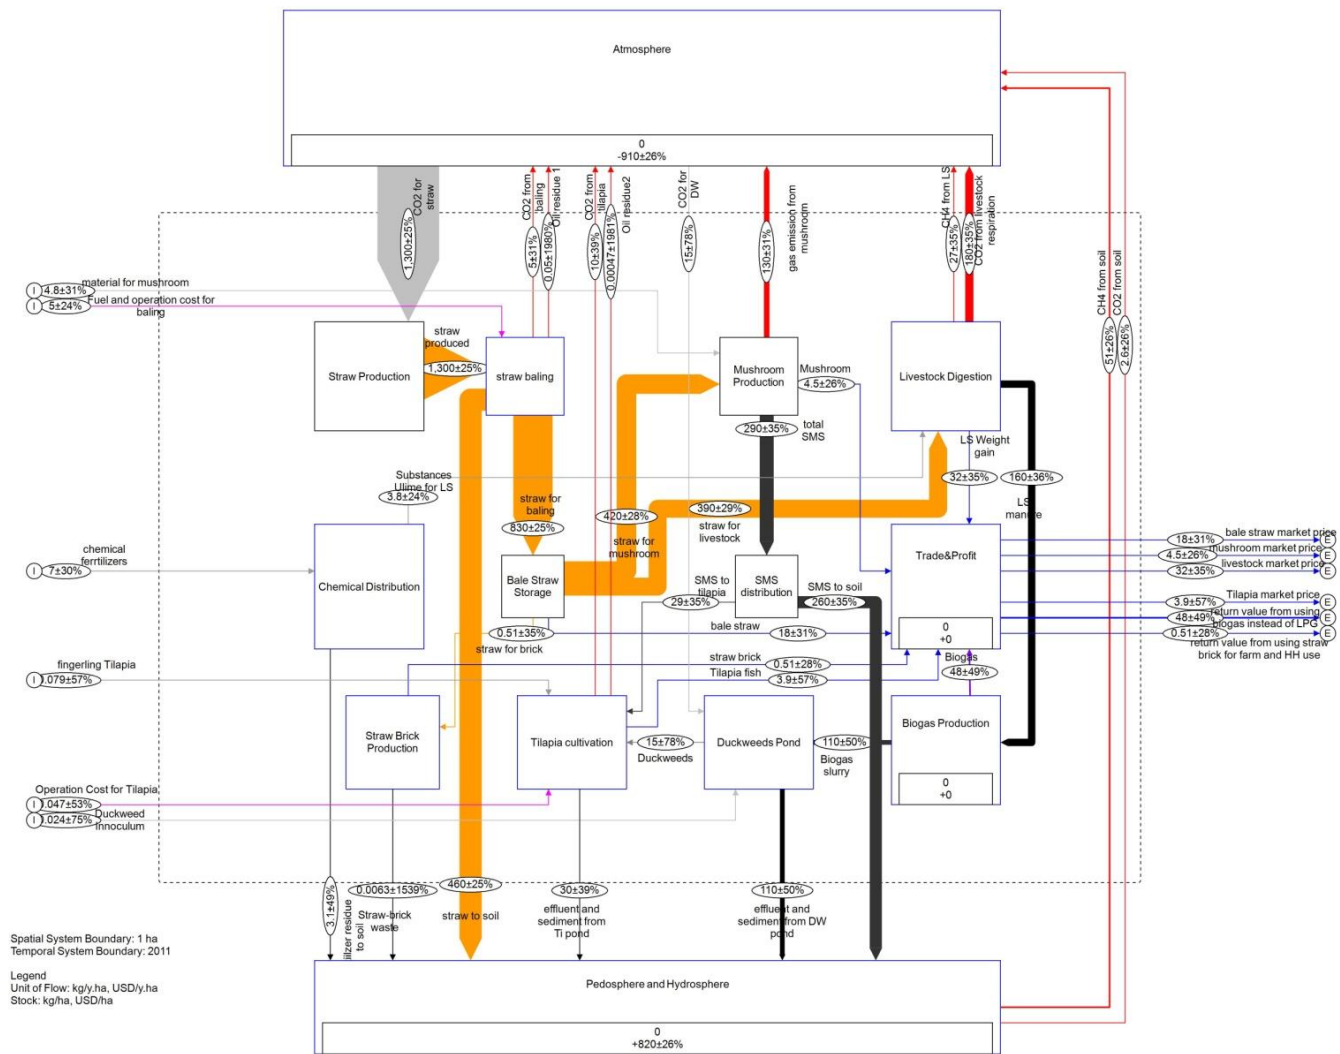 Atmosphere
0
-910±26%
CO2 for
straw
1,300±25%
CO2 from
baling
5±31%
Oil residue 1
0.05±1980%
CO2 from
tilapia
10±39%
Oil residue2
0.00047±1981%
CO2 for
DW
15±78%
gas emission from
mushroom
130±31%
CH4 from LS
27±35%
CO2 from livestock
respiration
180±35%
CH4 from soil
51±26%
CO2 from soil
2.6±26%
material for mushroom
I
4.8±31%
I
5±24%
Fuel and operation cost for
baling
Straw Production
straw
produced
1,300±25%
straw baling
Mushroom
Production
Mushroom
4.5±26%
Livestock Digestion
290±35%
total
SMS
LS Weight
gain
32±35%
160±36%
LS
manure
Substances
Ulime for LS
3.8±24%
straw for
baling
830±25%
420±28%
straw for
mushroom
390±29%
straw for
livestock
chemical
ferrtilizers
I
7±30%
Chemical Distribution
Bale Straw
Storage
SMS to
tilapia
29±35%
SMS
distribution
SMS to soil
260±35%
Trade&Profit
0
+0
bale straw market price
18±31%
E
mushroom market price
4.5±26%
E
livestock market price
32±35%
E
Tilapia market price
3.9±57%
E
return value from using
biogas instead of LPG
48±49%
E
0.51±28%
E
return value from using straw
brick for farm and HH use
0.51±35%
straw for brick
bale straw
18±31%
straw brick
0.51±28%
Tilapia fish
3.9±57%
Biogas
48±49%
fingerling Tilapia
I
0.079±57%
Straw Brick
Production
Tilapia cultivation
15±78%
Duckweeds
Duckweeds Pond
110±50%
Biogas
slurry
Biogas Production
0
+0
Operation Cost for Tilapia
I
0.047±53%
I
0.024±75%
Duckweed
innoculum
3.1±49%
to soil
0.0063±1539%
Straw-brick
waste
460±25%
straw to soil
30±39%
effluent and
sediment from
Ti pond
110±50%
effluent and
sediment from DW
pond
Spatial System Boundary: 1 ha
Temporal System Boundary: 2011
Legend
Unit of Flow: kg/y.ha, USD/y.ha
Stock: kg/ha, USD/ha
Pedosphere and Hydrosphere
0
+820±26%